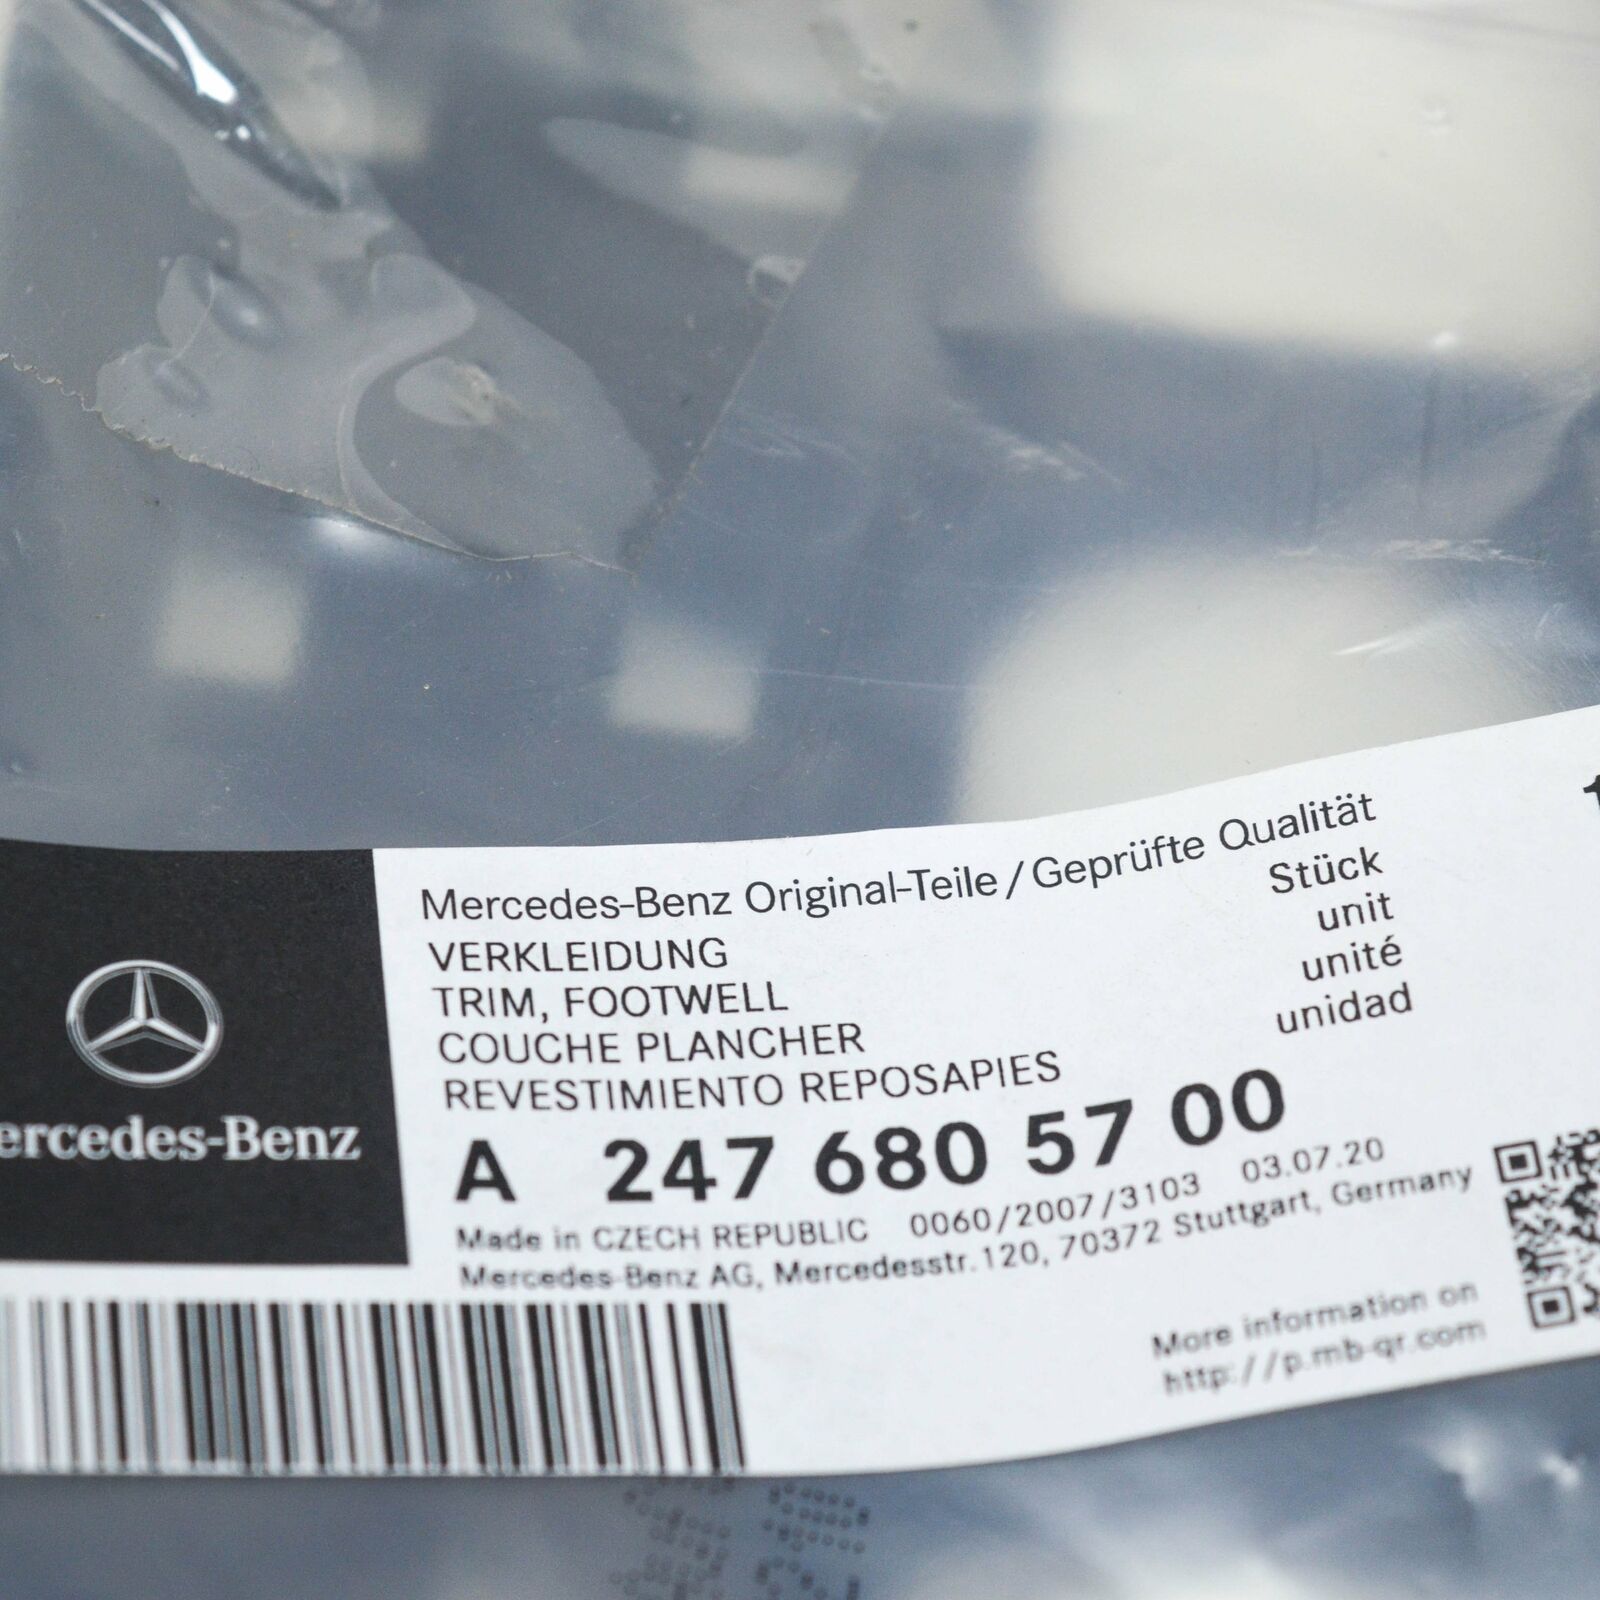 Mercedes-Benz Original-Teile / Geprüfte Qualität
VERKLEIDUNG
TRIM, FOOTWELL
COUCHE PLANCHER
REVESTIMIENTO REPOSAPIES
Stück
unit
unité
unidad
A 247 680 57 00
Made in CZECH REPUBLIC 0060/2007/3103 03.07.20
Mercedes-Benz AG, Mercedesstr.120, 70372 Stuttgart, Germany
More information on
http://p.mb-qr.com
ercedes-Benz